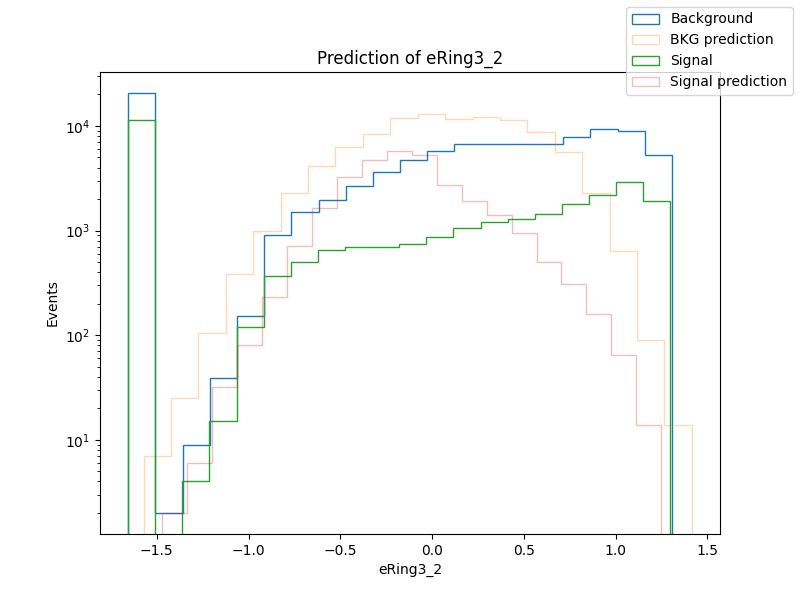 Prediction of eRing3_2
Background
BKG prediction
Signal
Signal prediction
Events
10⁴
10³
10²
10¹
−1.5 −1.0 −0.5 0.0 0.5 1.0 1.5
eRing3_2